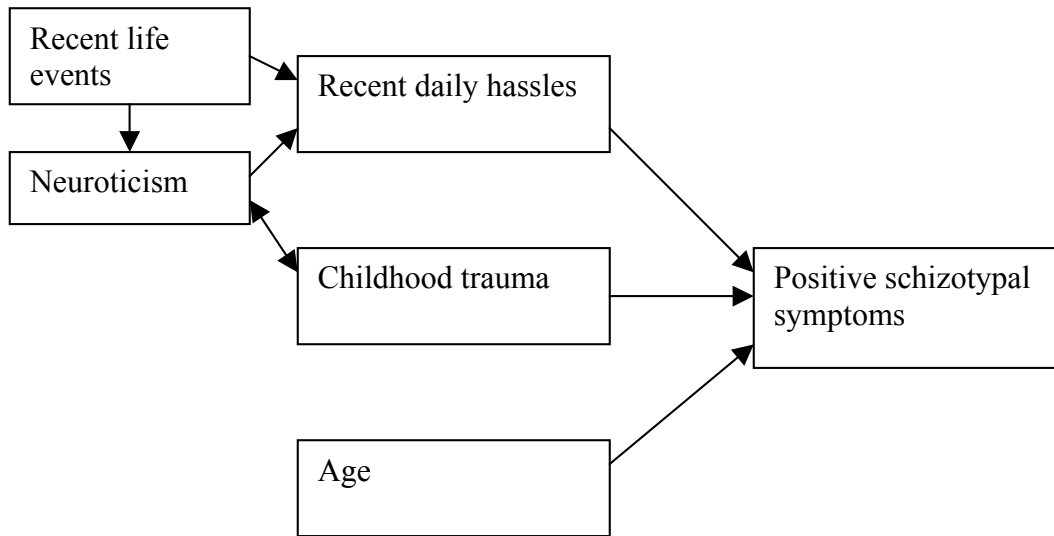 Recent life
events
Recent daily hassles
Neuroticism
Childhood trauma
Positive schizotypal
symptoms
Age